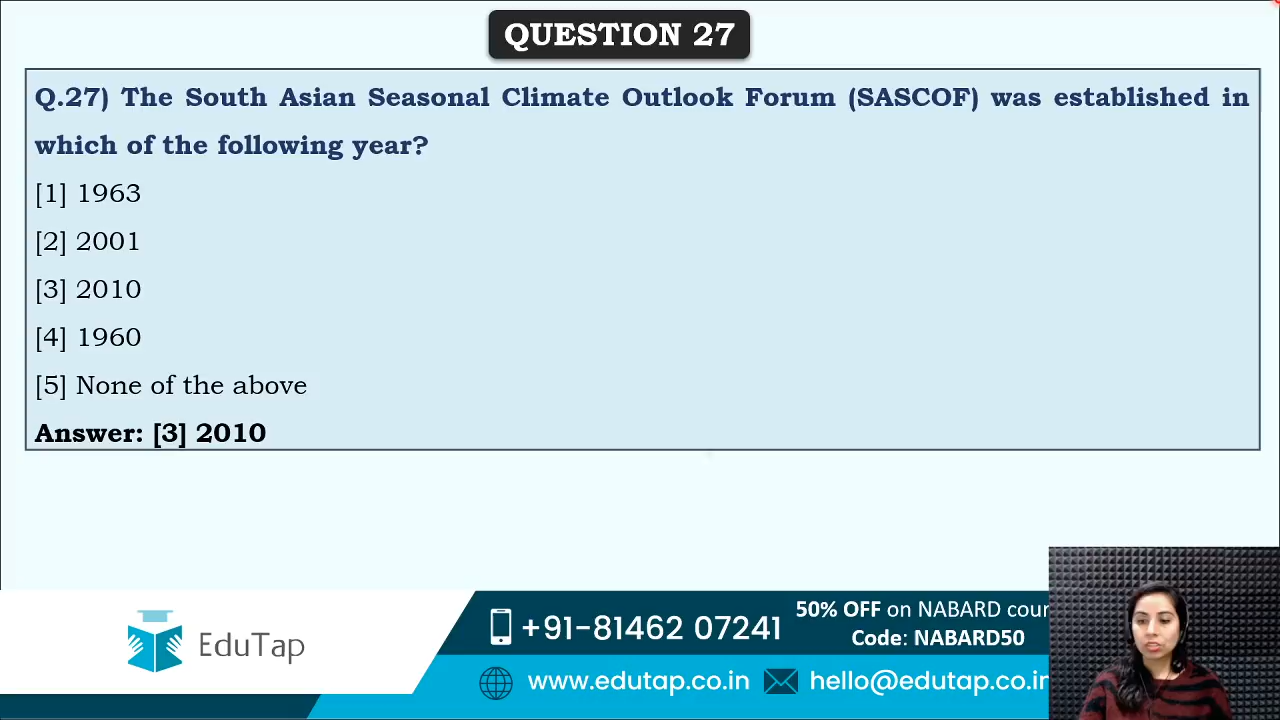 QUESTION 27
Q.27) The South Asian Seasonal Climate Outlook Forum (SASCOF) was established in
which of the following year?
[1] 1963
[2] 2001
[3] 2010
[4] 1960
[5] None of the above
Answer: [3] 2010
EduTap
+91-81462 07241
50% OFF on NABARD cour
Code: NABARD50
www.edutap.co.in
hello@edutap.co.in